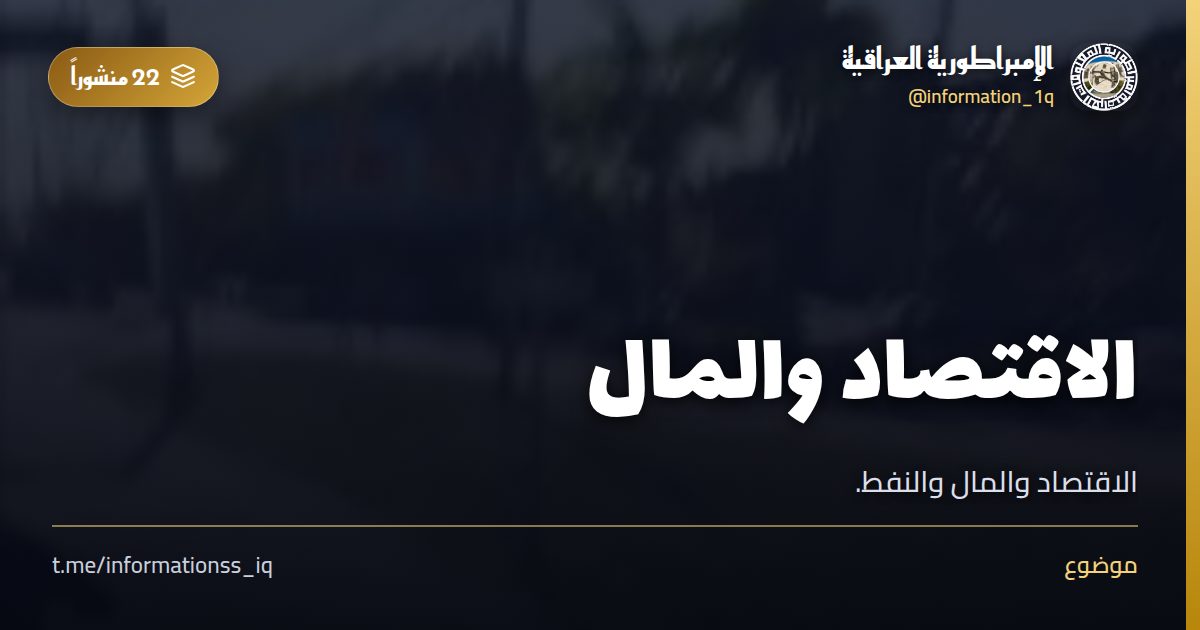 الإمبراطورية العراقية
@information_1q
22 منشوراً
الاقتصاد والمال
الاقتصاد والمال والنفط.
موضوع
t.me/informationss_iq